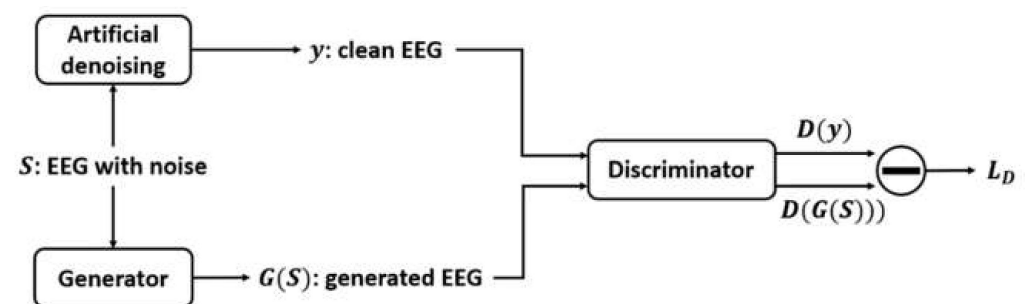 Artificial
denoising
y: clean EEG
S: EEG with noise
Generator
G(S): generated EEG
Discriminator
D(y)
D(G(S)))
L_D